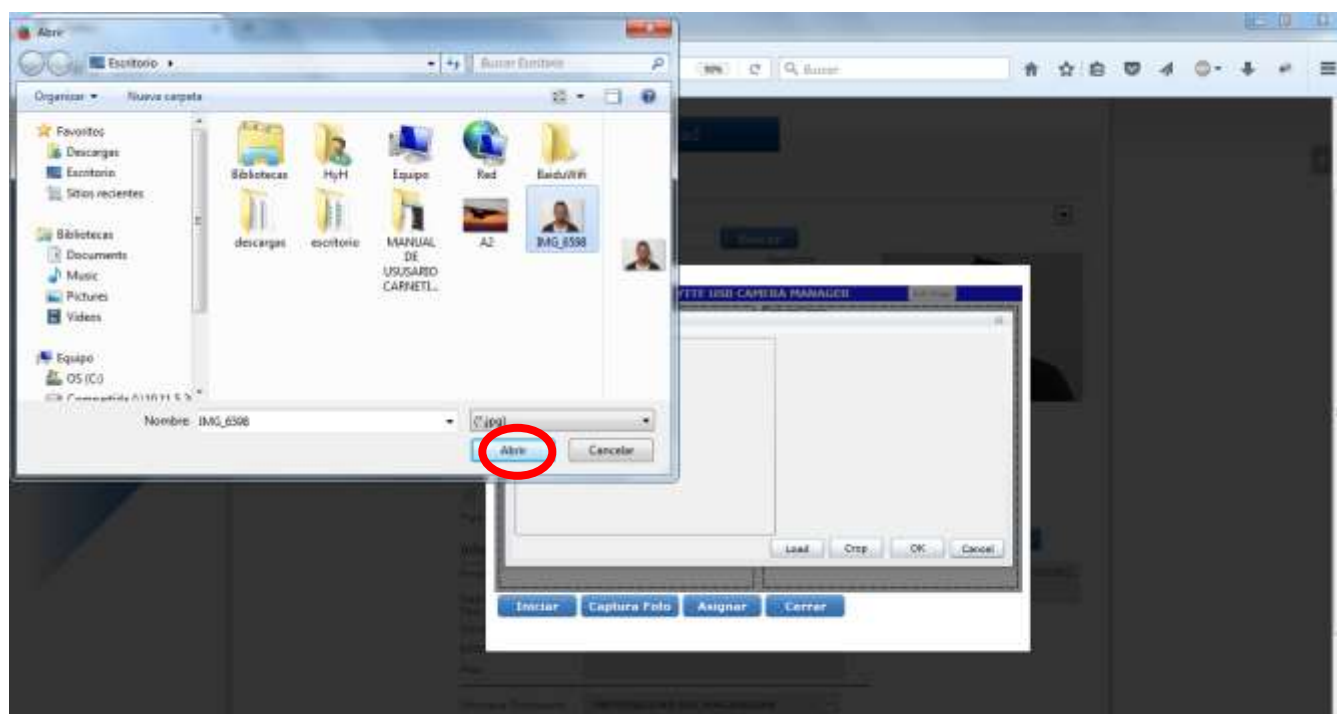 Abrir
Escritorio
Buscar Escritorio
Organizar
Nueva carpeta
Favoritos
Descargas
Escritorio
Sitios recientes
Bibliotecas
Documents
Music
Pictures
Videos
Equipo
OS (C:)
Bibliotecas
HyH
Equipo
Red
BaiduWifi
descargas
escritorio
MANUAL
DE
USUSARIO
CARNETI...
A2
IMG_6598
Nombre: IMG_6598
(*.jpg)
Abrir
Cancelar
90%
Buscar
Buscar
USB CAMERA MANAGER
Load
Crop
OK
Cancel
Iniciar
Captura Foto
Asignar
Cerrar